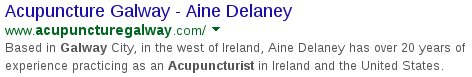 Acupuncture Galway - Aine Delaney
www.acupuncturegalway.com/
Based in Galway City, in the west of Ireland, Aine Delaney has over 20 years of
experience practicing as an Acupuncturist in Ireland and the United States.